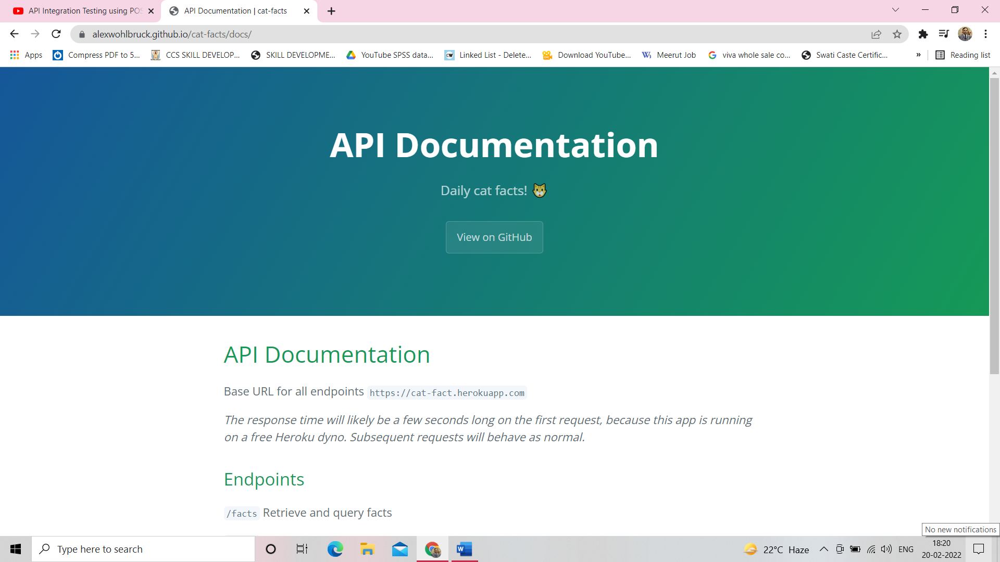 API Integration Testing using POS
API Documentation | cat-facts
alexwohlbruck.github.io/cat-facts/docs/
Apps
Compress PDF to 5...
CCS SKILL DEVELOP...
SKILL DEVELOPME...
YouTube SPSS data...
Linked List - Delete...
Download YouTube...
Meerut Job
viva whole sale co...
Swati Caste Certific...
»
Reading list
API Documentation
Daily cat facts!
View on GitHub
API Documentation
Base URL for all endpoints https://cat-fact.herokuapp.com
The response time will likely be a few seconds long on the first request, because this app is running
on a free Heroku dyno. Subsequent requests will behave as normal.
Endpoints
/facts Retrieve and query facts
No new notifications
Type here to search
22°C Haze
ENG
18:20
20-02-2022